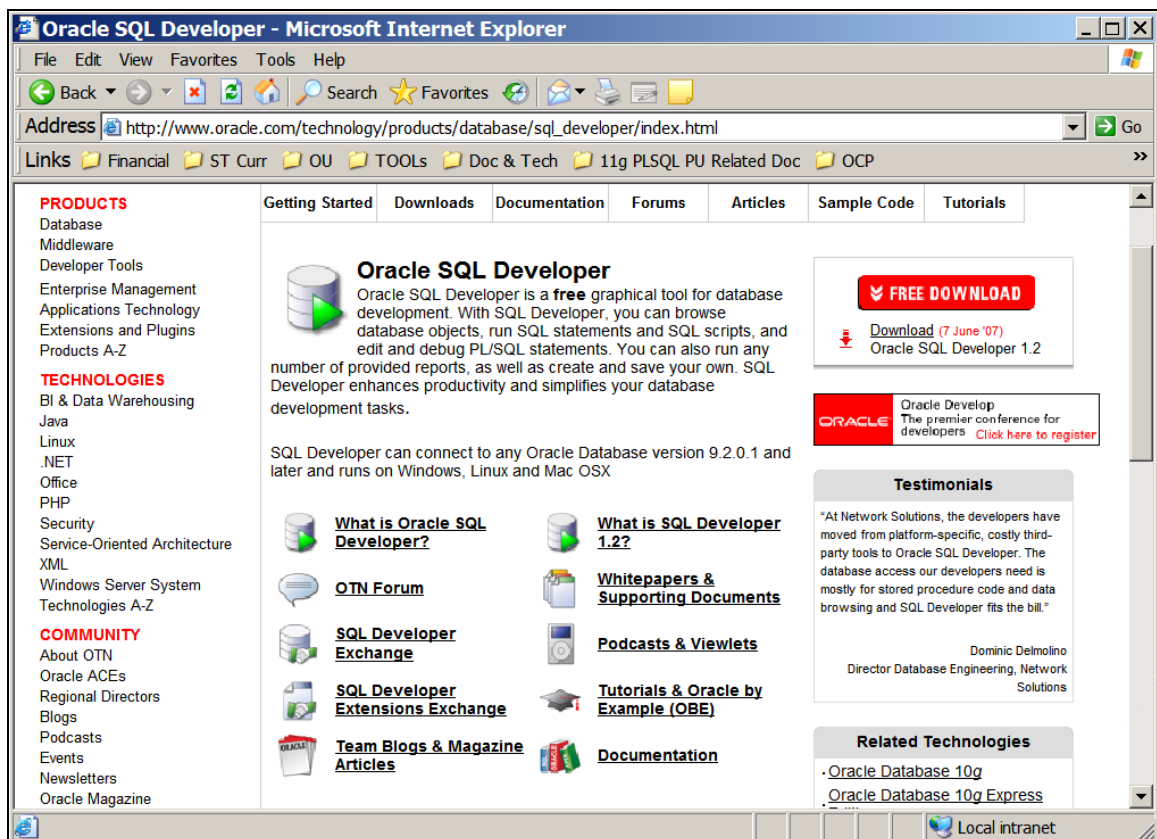 Oracle SQL Developer - Microsoft Internet Explorer
File Edit View Favorites Tools Help
Back Search Favorites
Address http://www.oracle.com/technology/products/database/sql_developer/index.html Go
Links Financial ST Curr OU TOOLs Doc & Tech 11g PLSQL PU Related Doc OCP »
PRODUCTS
Database
Middleware
Developer Tools
Enterprise Management
Applications Technology
Extensions and Plugins
Products A-Z
TECHNOLOGIES
BI & Data Warehousing
Java
Linux
.NET
Office
PHP
Security
Service-Oriented Architecture
XML
Windows Server System
Technologies A-Z
COMMUNITY
About OTN
Oracle ACEs
Regional Directors
Blogs
Podcasts
Events
Newsletters
Oracle Magazine
Getting Started Downloads Documentation Forums Articles Sample Code Tutorials
Oracle SQL Developer
Oracle SQL Developer is a free graphical tool for database
development. With SQL Developer, you can browse
database objects, run SQL statements and SQL scripts, and
edit and debug PL/SQL statements. You can also run any
number of provided reports, as well as create and save your own. SQL
Developer enhances productivity and simplifies your database
development tasks.
SQL Developer can connect to any Oracle Database version 9.2.0.1 and
later and runs on Windows, Linux and Mac OSX
What is Oracle SQL
Developer?
What is SQL Developer
1.2?
OTN Forum
Whitepapers &
Supporting Documents
SQL Developer
Exchange
Podcasts & Viewlets
SQL Developer
Extensions Exchange
Tutorials & Oracle by
Example (OBE)
ORACLE
Team Blogs & Magazine
Articles
Documentation
FREE DOWNLOAD
Download (7 June '07)
Oracle SQL Developer 1.2
ORACLE
Oracle Develop
The premier conference for
developers Click here to register
Testimonials
"At Network Solutions, the developers have
moved from platform-specific, costly third-
party tools to Oracle SQL Developer. The
database access our developers need is
mostly for stored procedure code and data
browsing and SQL Developer fits the bill."
Dominic Delmolino
Director Database Engineering, Network
Solutions
Related Technologies
· Oracle Database 10g
· Oracle Database 10g Express
Local intranet